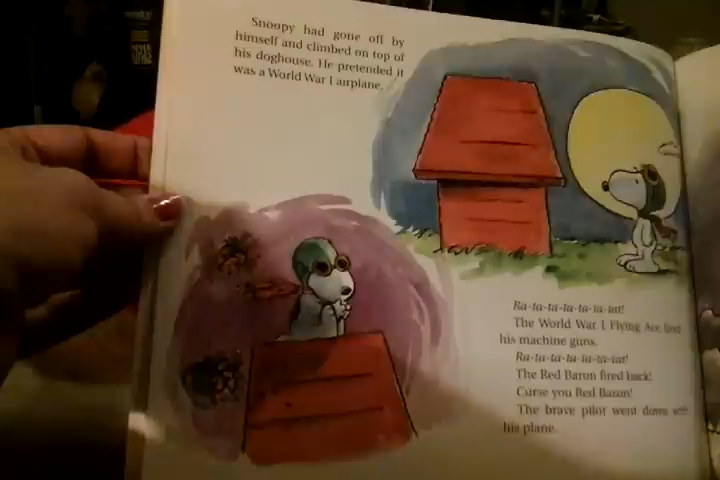 Snoopy had gone off by
himself and climbed on top of
his doghouse. He pretended it
was a World War I airplane.
Ra-ta-ta-ta-ta-ta-tat!
The World War I Flying Ace fired
his machine guns.
Ra-ta-ta-ta-ta-ta-tat!
The Red Baron fired back!
Curse you Red Baron!
The brave pilot went down with
his plane.